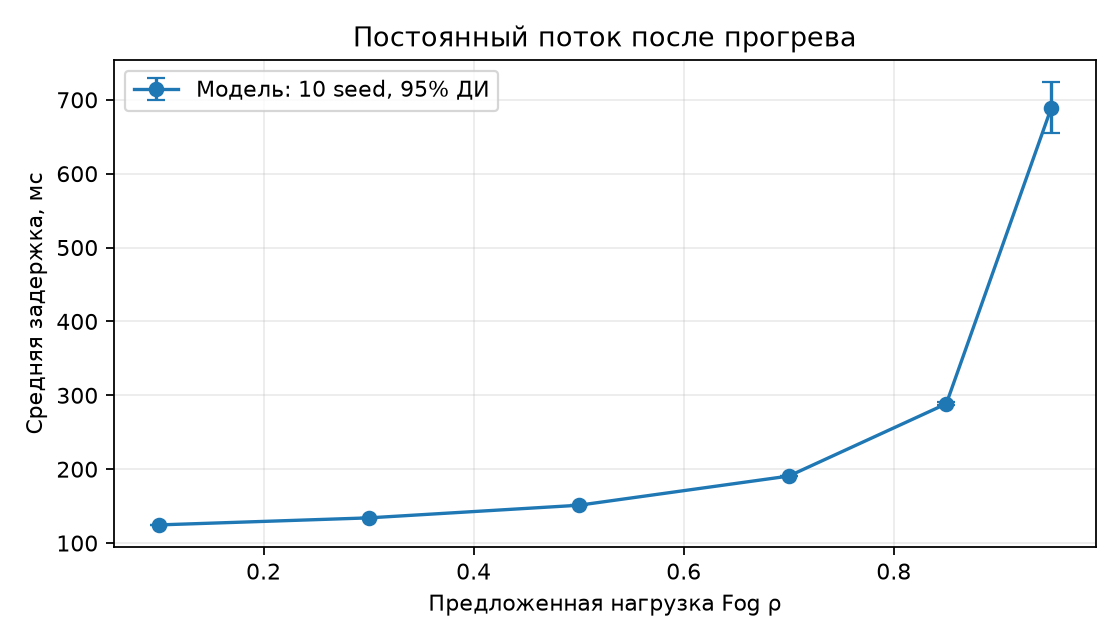 Постоянный поток после прогрева
Модель: 10 seed, 95% ДИ
Средняя задержка, мс
700
600
500
400
300
200
100
0.2
0.4
0.6
0.8
Предложенная нагрузка Fog ρ